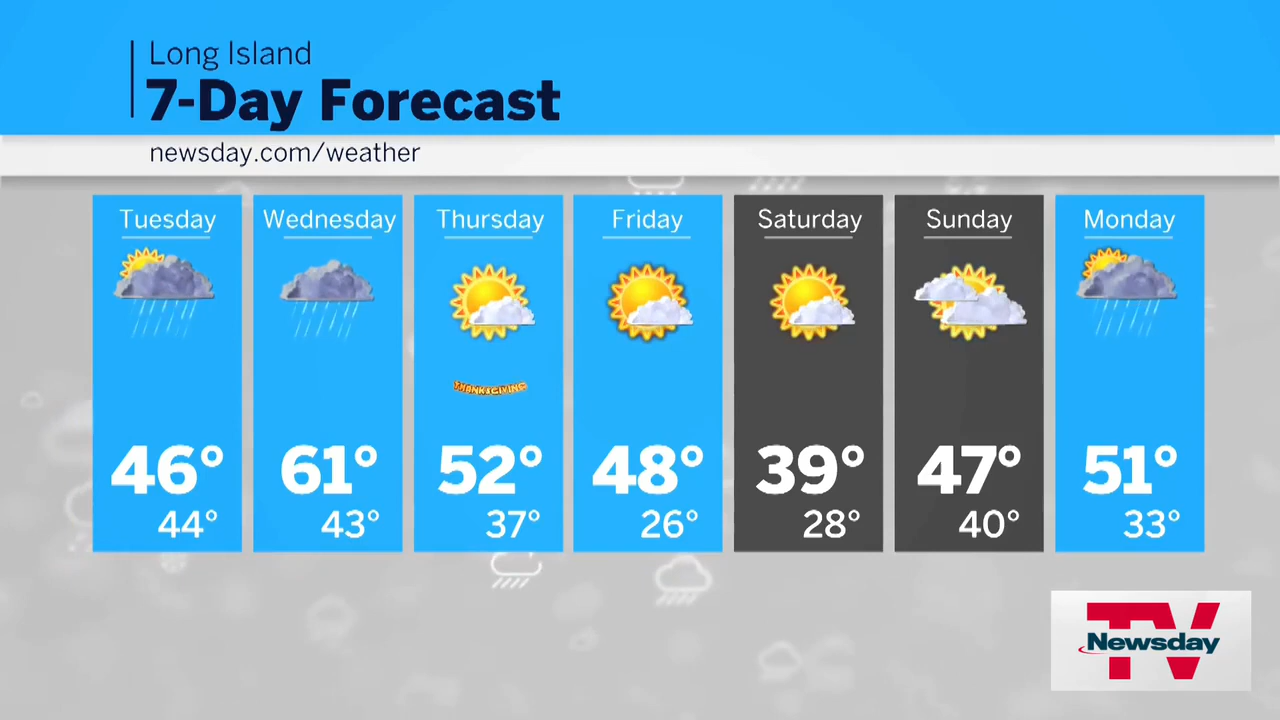 Long Island
7-Day Forecast
newsday.com/weather
Tuesday
46°
44°
Wednesday
61°
43°
Thursday
THANKSGIVING
52°
37°
Friday
48°
26°
Saturday
39°
28°
Sunday
47°
40°
Monday
51°
33°
TV
Newsday